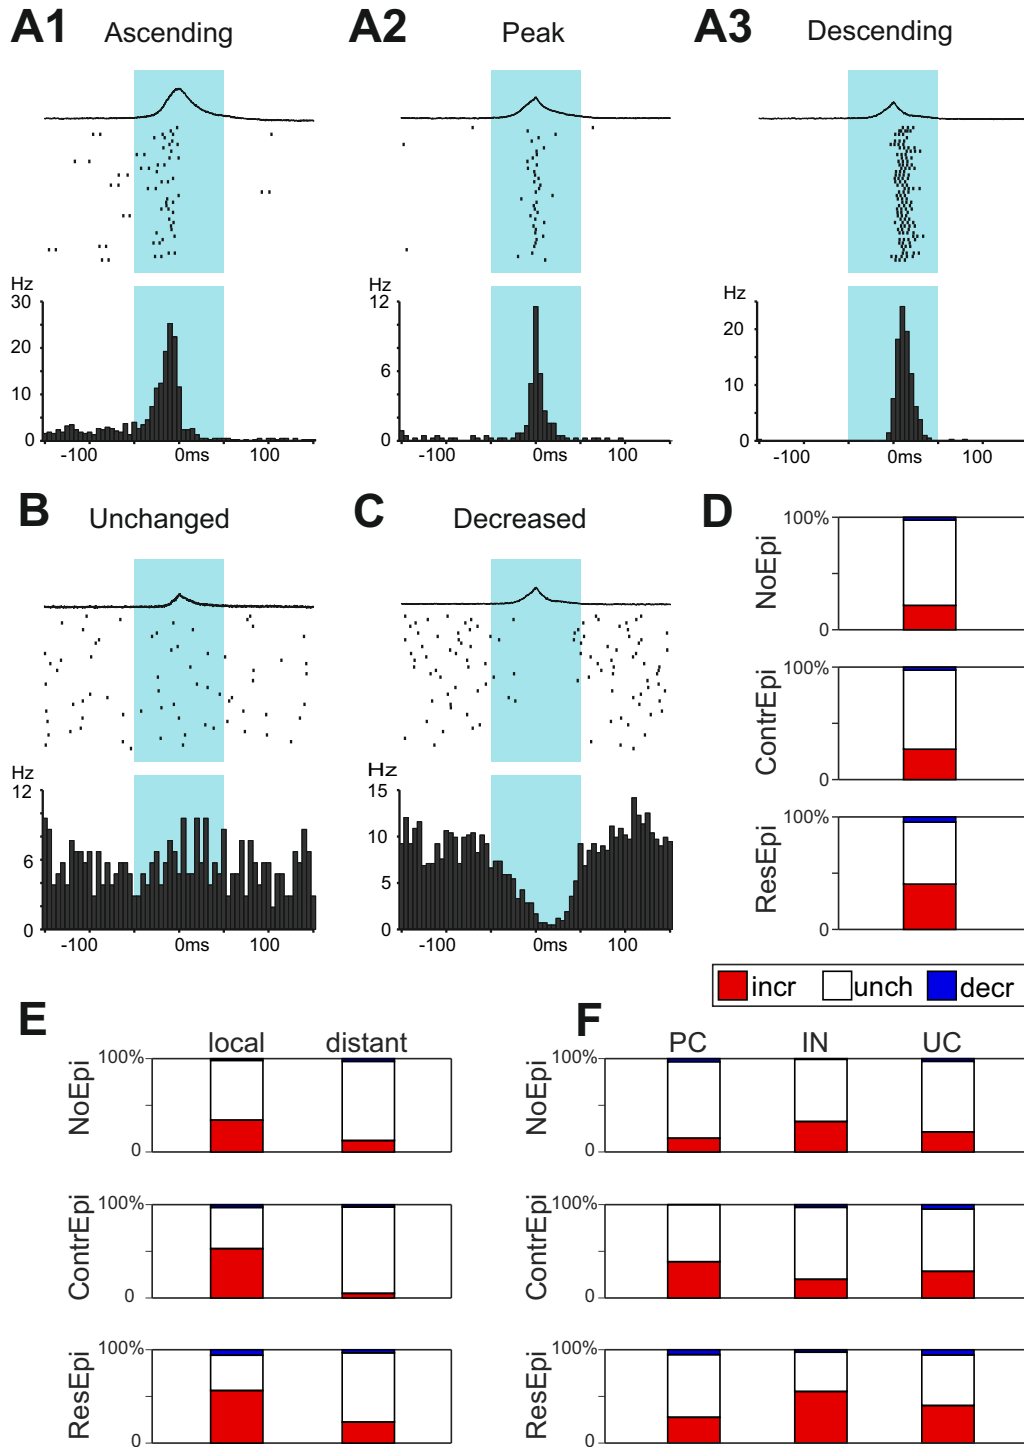 A1 Ascending
A2 Peak
A3 Descending
Hz
30
20
10
0
-100 0ms 100
Hz
12
6
0
-100 0ms 100
Hz
20
10
0
-100 0ms 100
B Unchanged
C Decreased
D
Hz
12
6
0
-100 0ms 100
Hz
15
10
5
0
-100 0ms 100
NoEpi
100%
0
ContrEpi
100%
0
ResEpi
100%
0
incr unch decr
E
local distant
NoEpi
100%
0
ContrEpi
100%
0
ResEpi
100%
F
PC IN UC
NoEpi
100%
0
ContrEpi
100%
0
ResEpi
100%